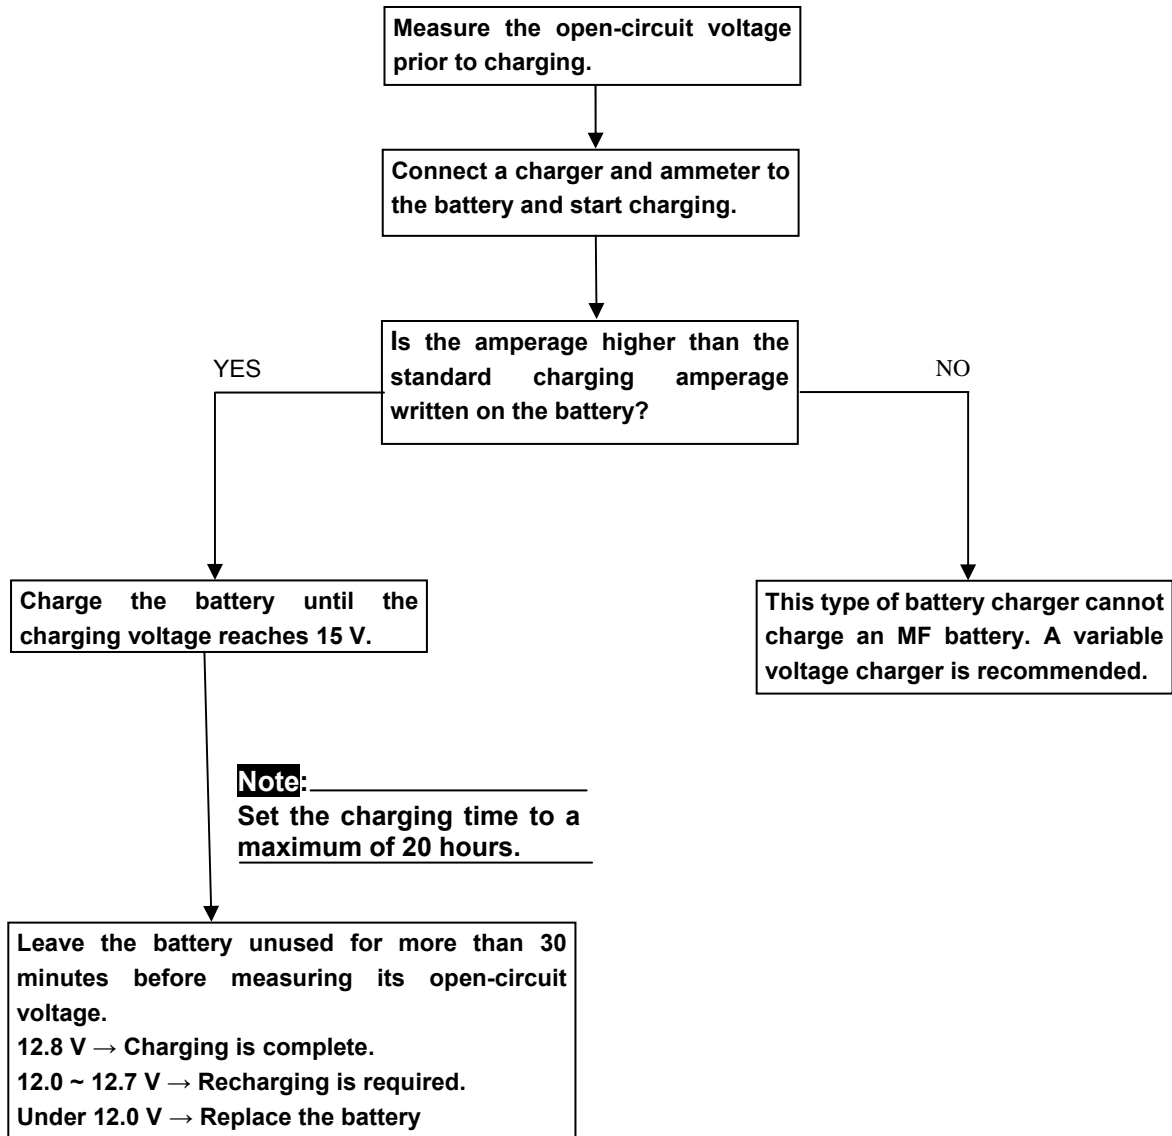 Measure the open-circuit voltage
prior to charging.
Connect a charger and ammeter to
the battery and start charging.
Is the amperage higher than the
standard charging amperage
written on the battery?
YES
NO
Charge the battery until the
charging voltage reaches 15 V.
This type of battery charger cannot
charge an MF battery. A variable
voltage charger is recommended.
Note:
Set the charging time to a
maximum of 20 hours.
Leave the battery unused for more than 30
minutes before measuring its open-circuit
voltage.
12.8 V → Charging is complete.
12.0 ~ 12.7 V → Recharging is required.
Under 12.0 V → Replace the battery